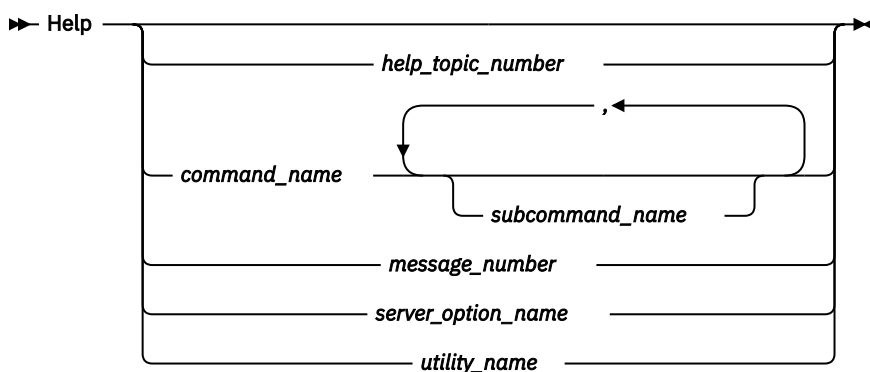 Help
help_topic_number
,
command_name
subcommand_name
message_number
server_option_name
utility_name